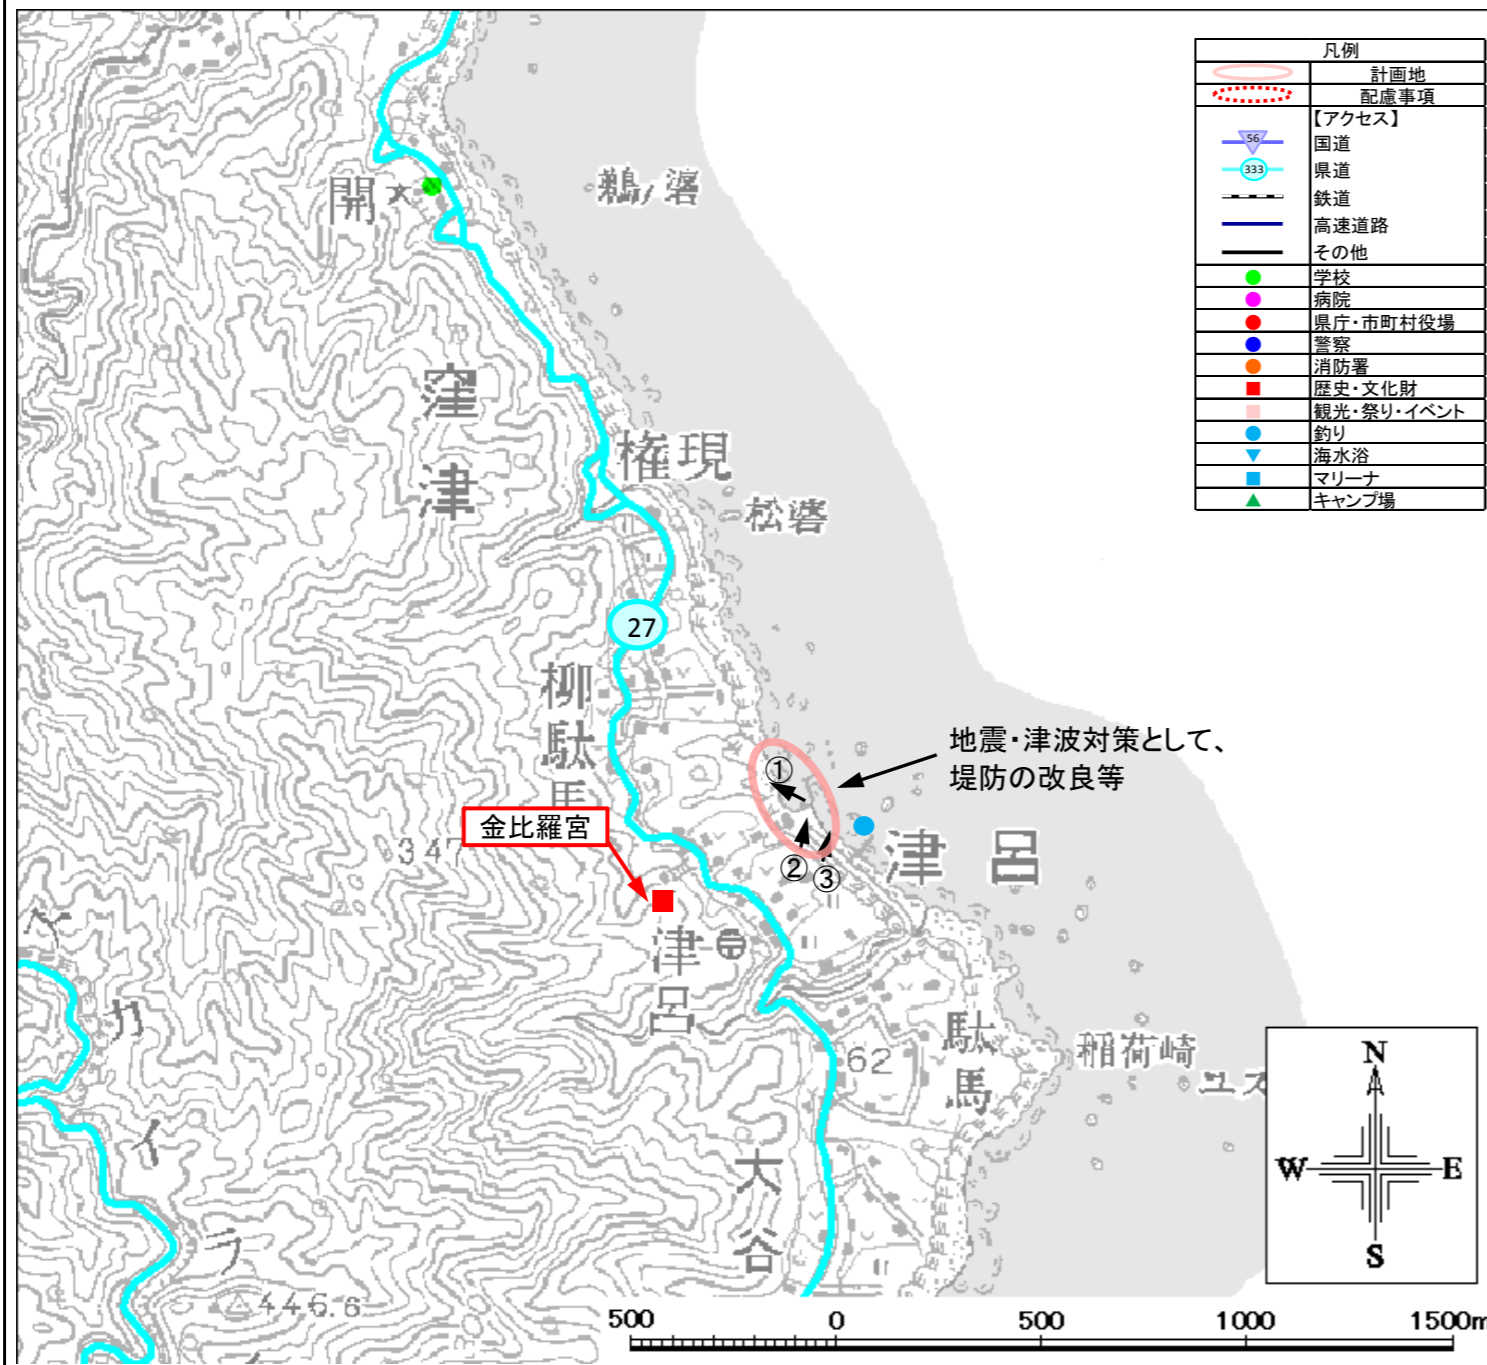 凡例
計画地
配慮事項
【アクセス】
56
国道
333
県道
鉄道
高速道路
その他
学校
病院
県庁・市町村役場
警察
消防署
歴史・文化財
観光・祭り・イベント
釣り
海水浴
マリーナ
キャンプ場
開
窪津
権現
松碆
27
柳駄馬
地震・津波対策として、
堤防の改良等
①
②
③
金比羅宮
347
津呂
津呂
駄馬
稲荷崎
ユス
62
大谷
カイラ
446.6
N
W
E
S
500
0
500
1000
1500m